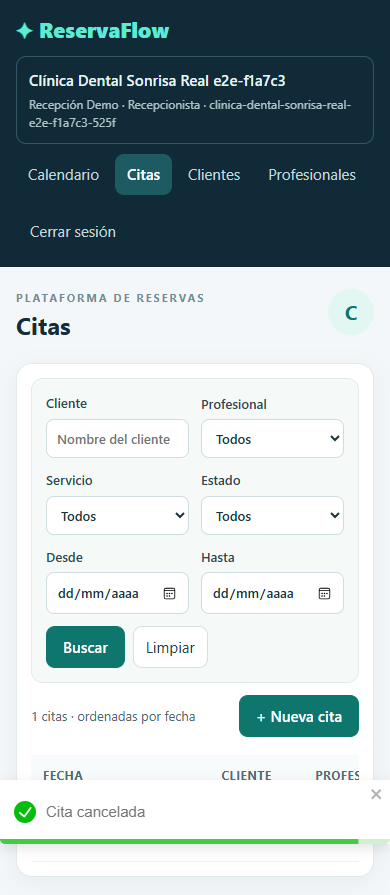 ✦ ReservaFlow
Clínica Dental Sonrisa Real e2e-f1a7c3
Recepción Demo · Recepcionista · clinica-dental-sonrisa-real-
e2e-f1a7c3-525f
Calendario Citas Clientes Profesionales
Cerrar sesión
PLATAFORMA DE RESERVAS
Citas
C
Cliente Profesional
Nombre del cliente Todos
Servicio Estado
Todos Todos
Desde Hasta
dd/mm/aaaa dd/mm/aaaa
Buscar Limpiar
1 citas · ordenadas por fecha + Nueva cita
FECHA CLIENTE PROFES
Cita cancelada